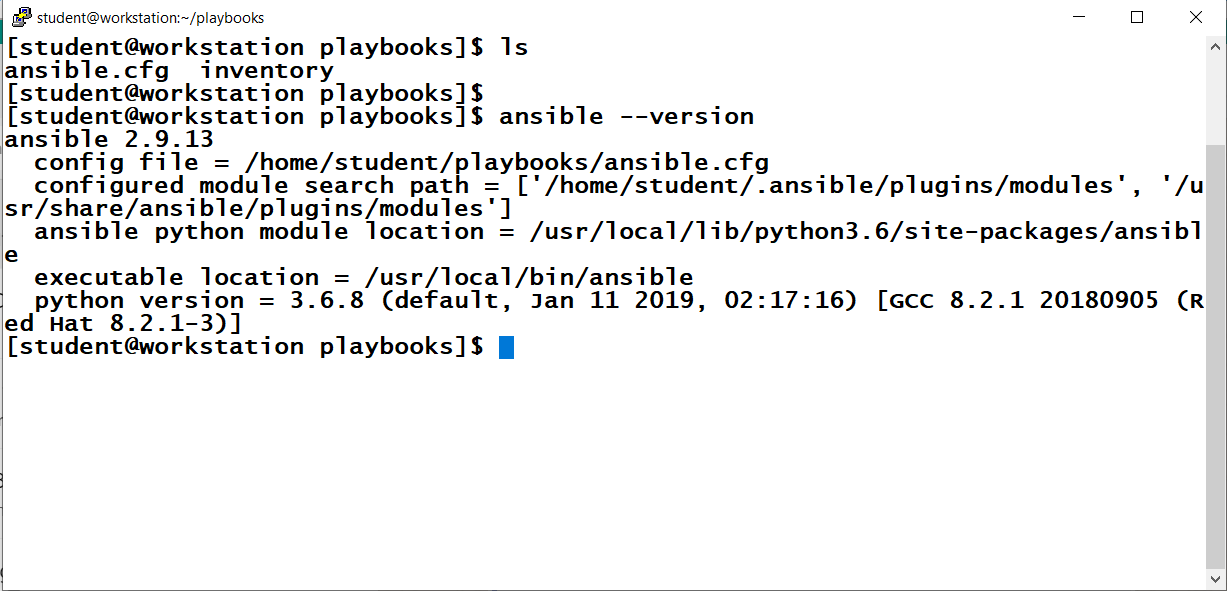 student@workstation:~/playbooks
[student@workstation playbooks]$ ls
ansible.cfg  inventory
[student@workstation playbooks]$
[student@workstation playbooks]$ ansible --version
ansible 2.9.13
  config file = /home/student/playbooks/ansible.cfg
  configured module search path = ['/home/student/.ansible/plugins/modules', '/u
sr/share/ansible/plugins/modules']
  ansible python module location = /usr/local/lib/python3.6/site-packages/ansibl
e
  executable location = /usr/local/bin/ansible
  python version = 3.6.8 (default, Jan 11 2019, 02:17:16) [GCC 8.2.1 20180905 (R
ed Hat 8.2.1-3)]
[student@workstation playbooks]$